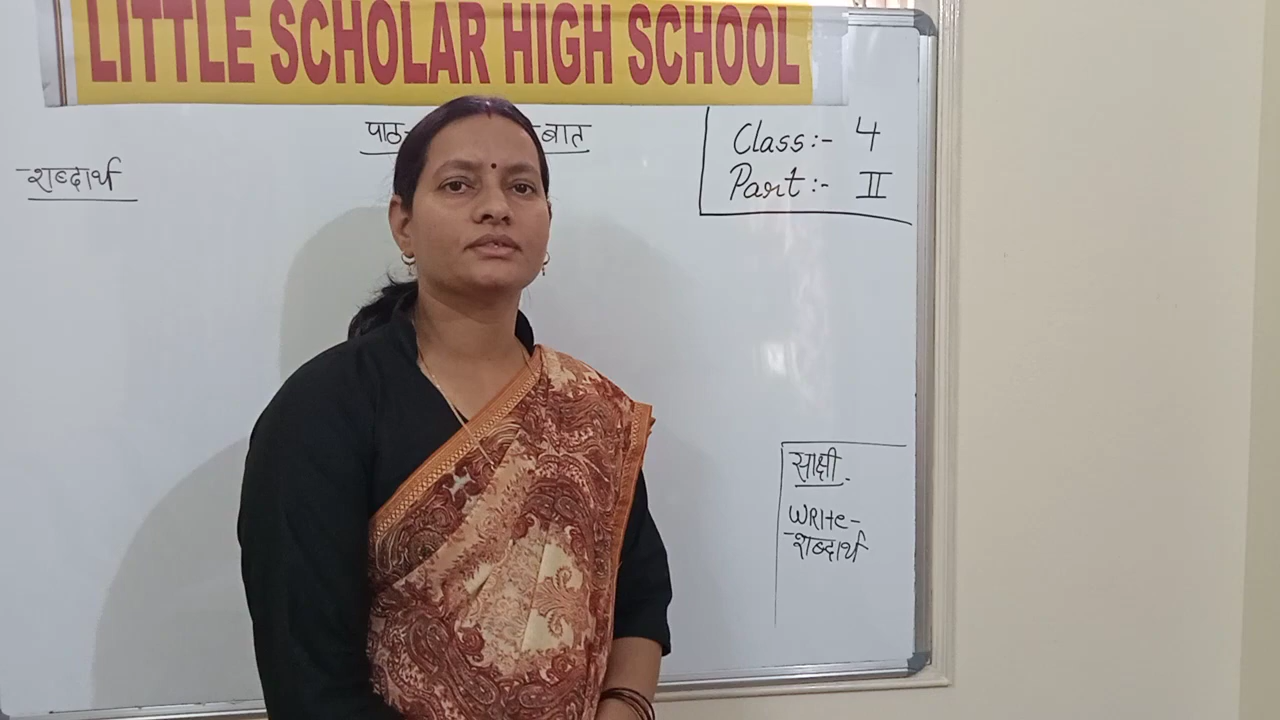 LITTLE SCHOLAR HIGH SCHOOL
पाठ- बात
Class:- 4
Part:- II
शब्दार्थ
साक्षी.
Write-
शब्दार्थ